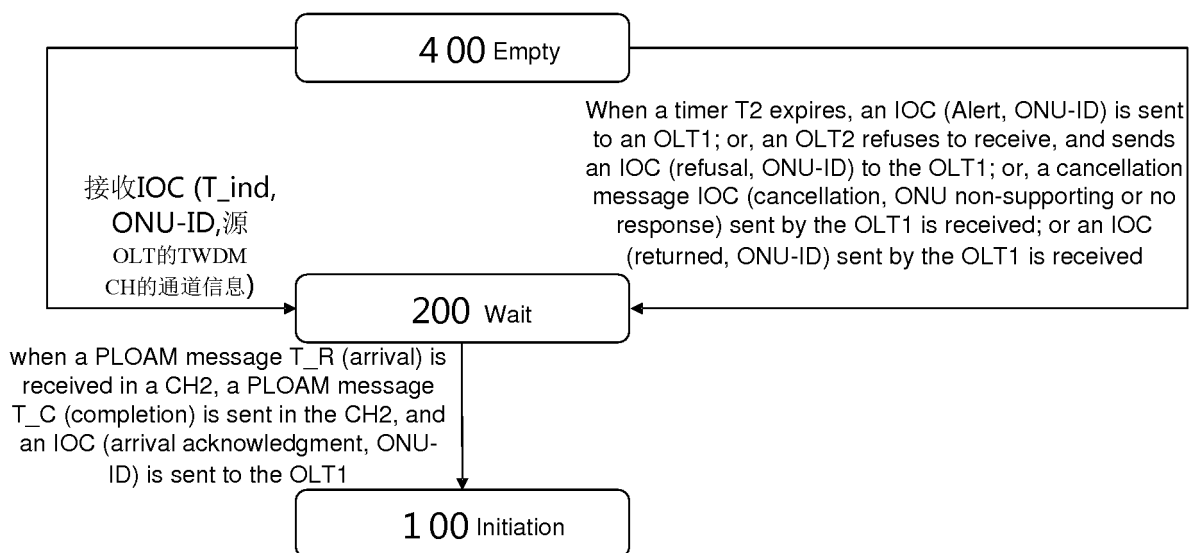 400 Empty
When a timer T2 expires, an IOC (Alert, ONU-ID) is sent
to an OLT1; or, an OLT2 refuses to receive, and sends
an IOC (refusal, ONU-ID) to the OLT1; or, a cancellation
message IOC (cancellation, ONU non-supporting or no
response) sent by the OLT1 is received; or an IOC
(returned, ONU-ID) sent by the OLT1 is received
接收IOC (T_ind,
ONU-ID,源
OLT的TWDM
CH的通道信息)
200 Wait
when a PLOAM message T_R (arrival) is
received in a CH2, a PLOAM message
T_C (completion) is sent in the CH2, and
an IOC (arrival acknowledgment, ONU-
ID) is sent to the OLT1
100 Initiation